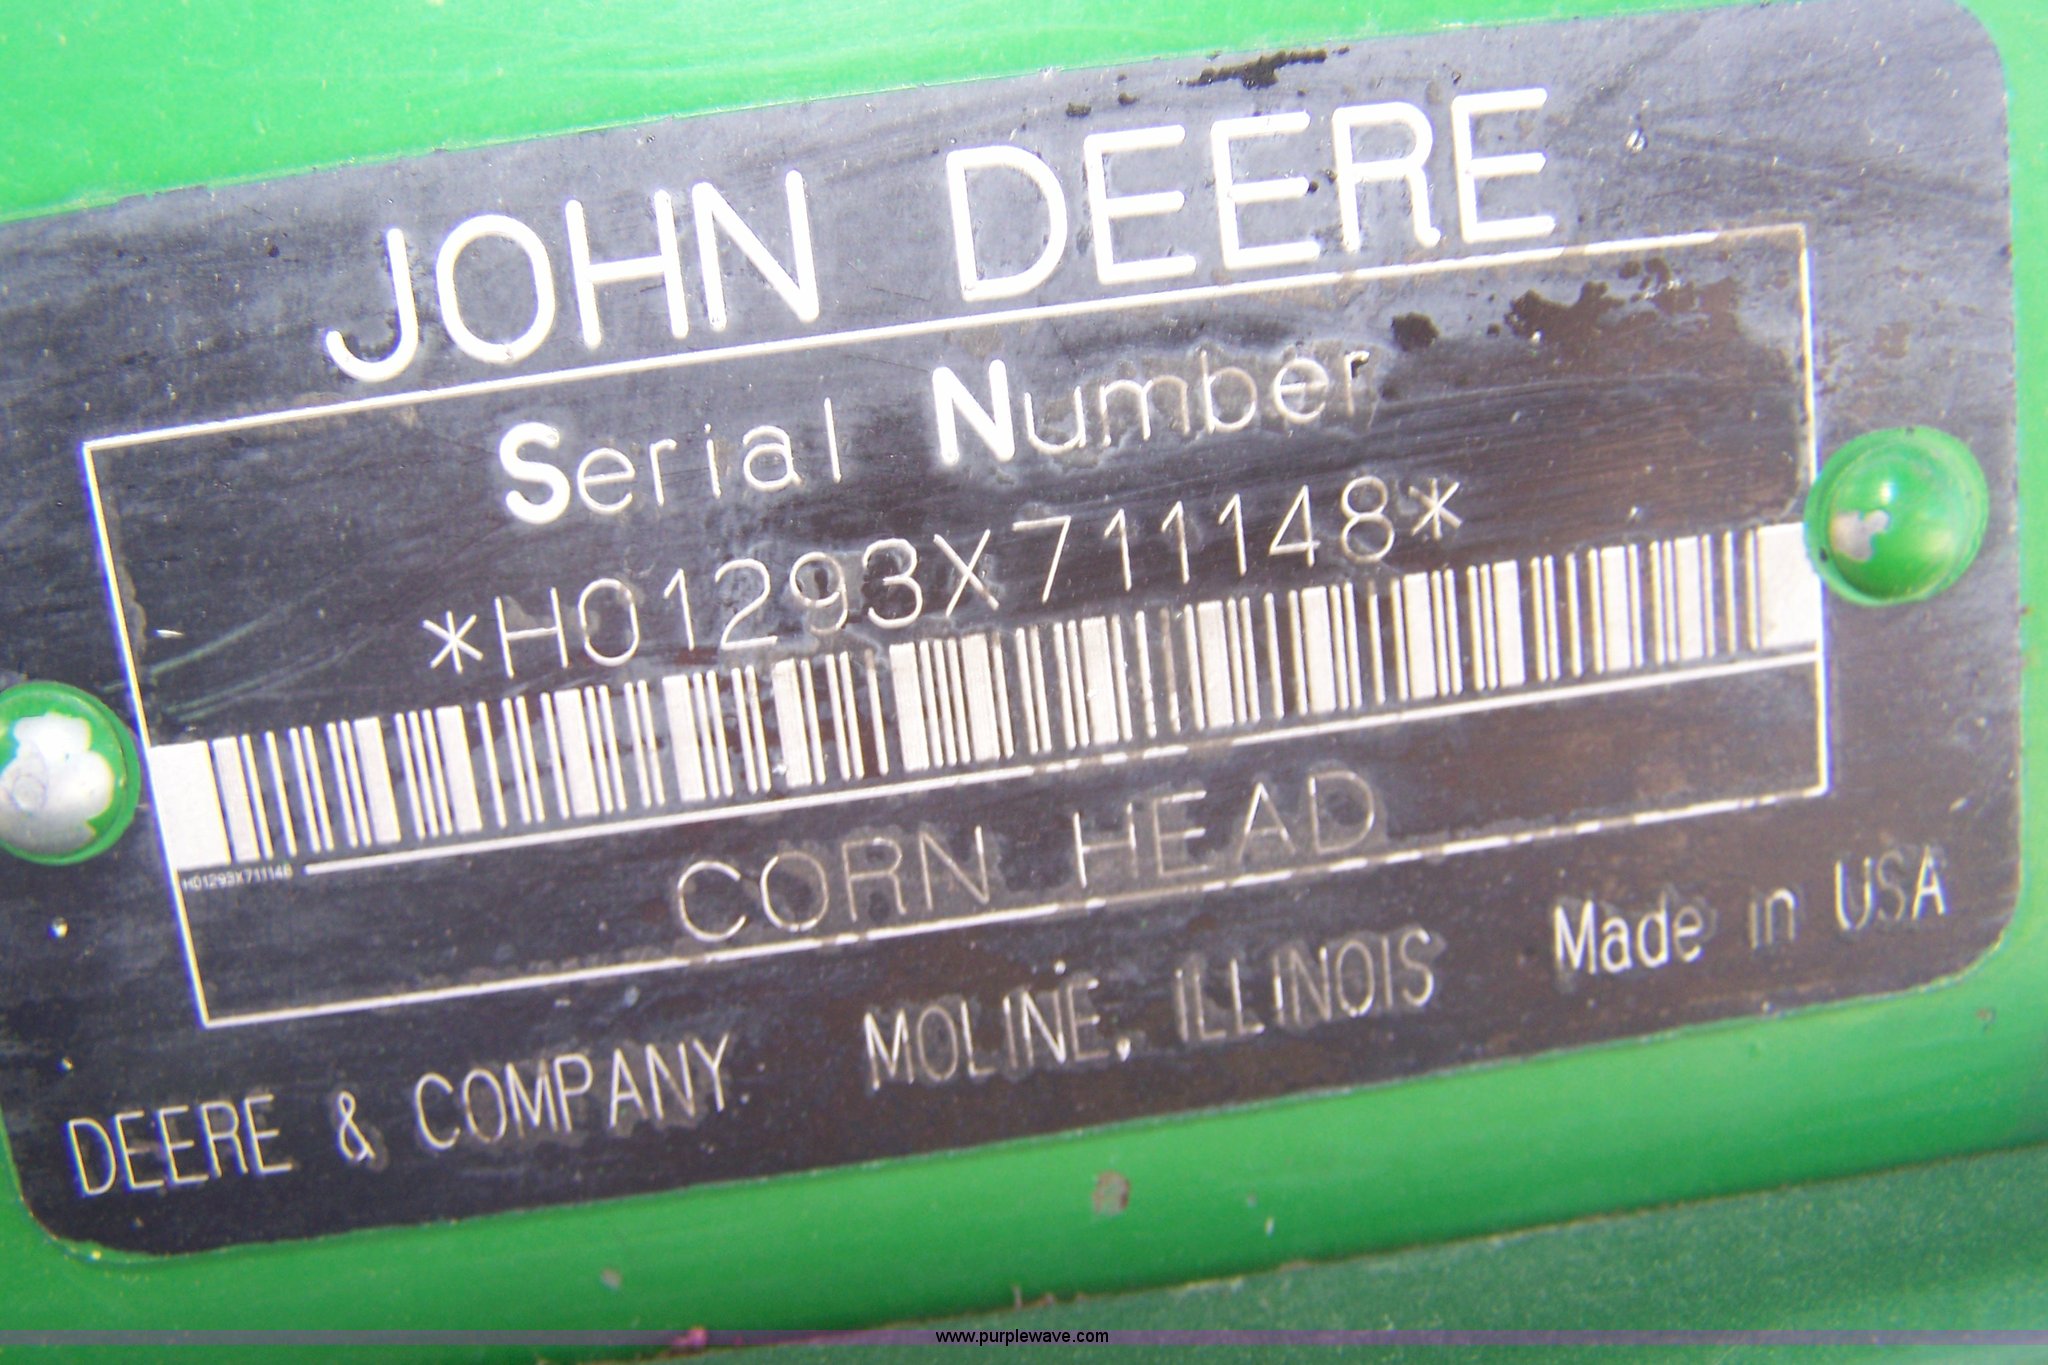 JOHN DEERE
Serial Number
*H01293X711148*
H01293X711148
CORN HEAD
DEERE & COMPANY MOLINE, ILLINOIS Made in USA
www.purplewave.com